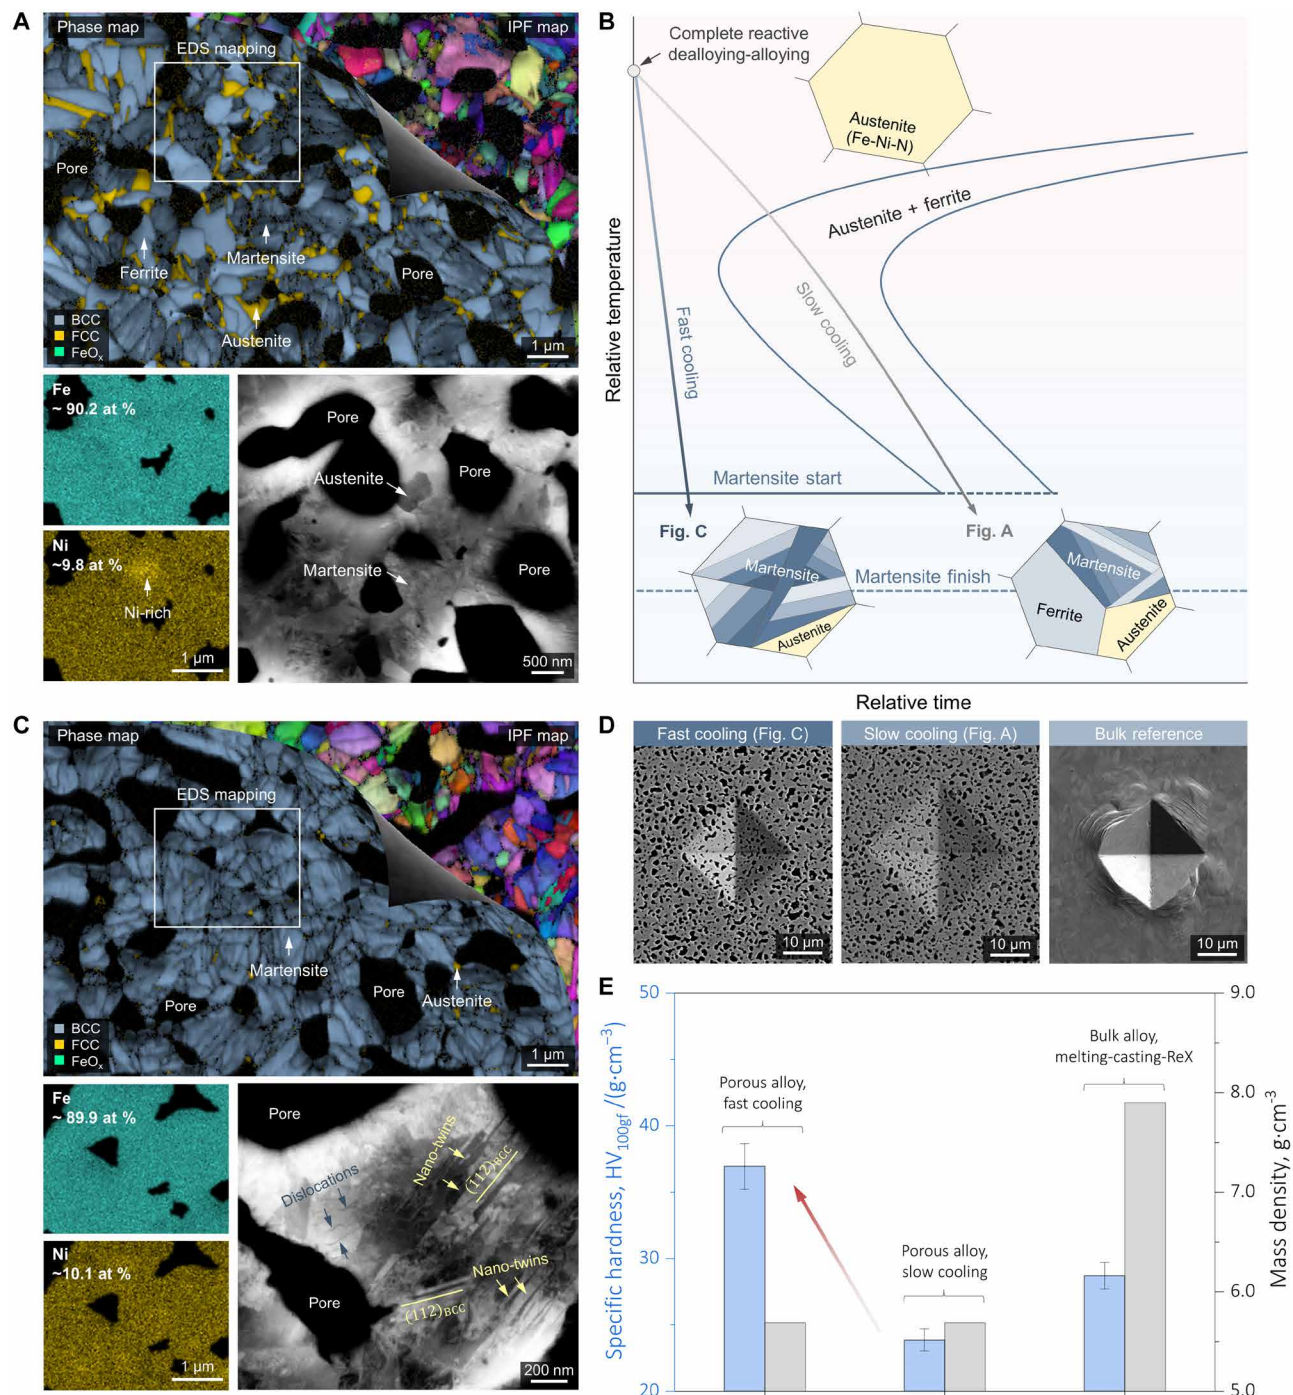 A
Phase map
IPF map
EDS mapping
Pore
Ferrite
Martensite
Pore
Austenite
BCC
FCC
FeOₓ
1 µm
Fe
~ 90.2 at %
Ni
~9.8 at %
Ni-rich
1 µm
Pore
Austenite
Pore
Martensite
Pore
500 nm
B
Complete reactive
dealloying-alloying
Austenite
(Fe-Ni-N)
Austenite + ferrite
Fast cooling
Slow cooling
Relative temperature
Martensite start
Fig. C
Fig. A
Martensite
Austenite
Martensite finish
Martensite
Ferrite
Austenite
Relative time
C
Phase map
IPF map
EDS mapping
Martensite
Pore
Pore
Austenite
BCC
FCC
FeOₓ
1 µm
Fe
~ 89.9 at %
Ni
~10.1 at %
1 µm
Pore
Dislocations
Nano-twins
(112)BCC
Nano-twins
Pore
(112)BCC
200 nm
D
Fast cooling (Fig. C)
Slow cooling (Fig. A)
Bulk reference
10 µm
10 µm
10 µm
E
50
40
30
20
Specific hardness, HV100gf /(g·cm⁻³)
Porous alloy,
fast cooling
Porous alloy,
slow cooling
Bulk alloy,
melting-casting-ReX
9.0
8.0
7.0
6.0
5.0
Mass density, g·cm⁻³